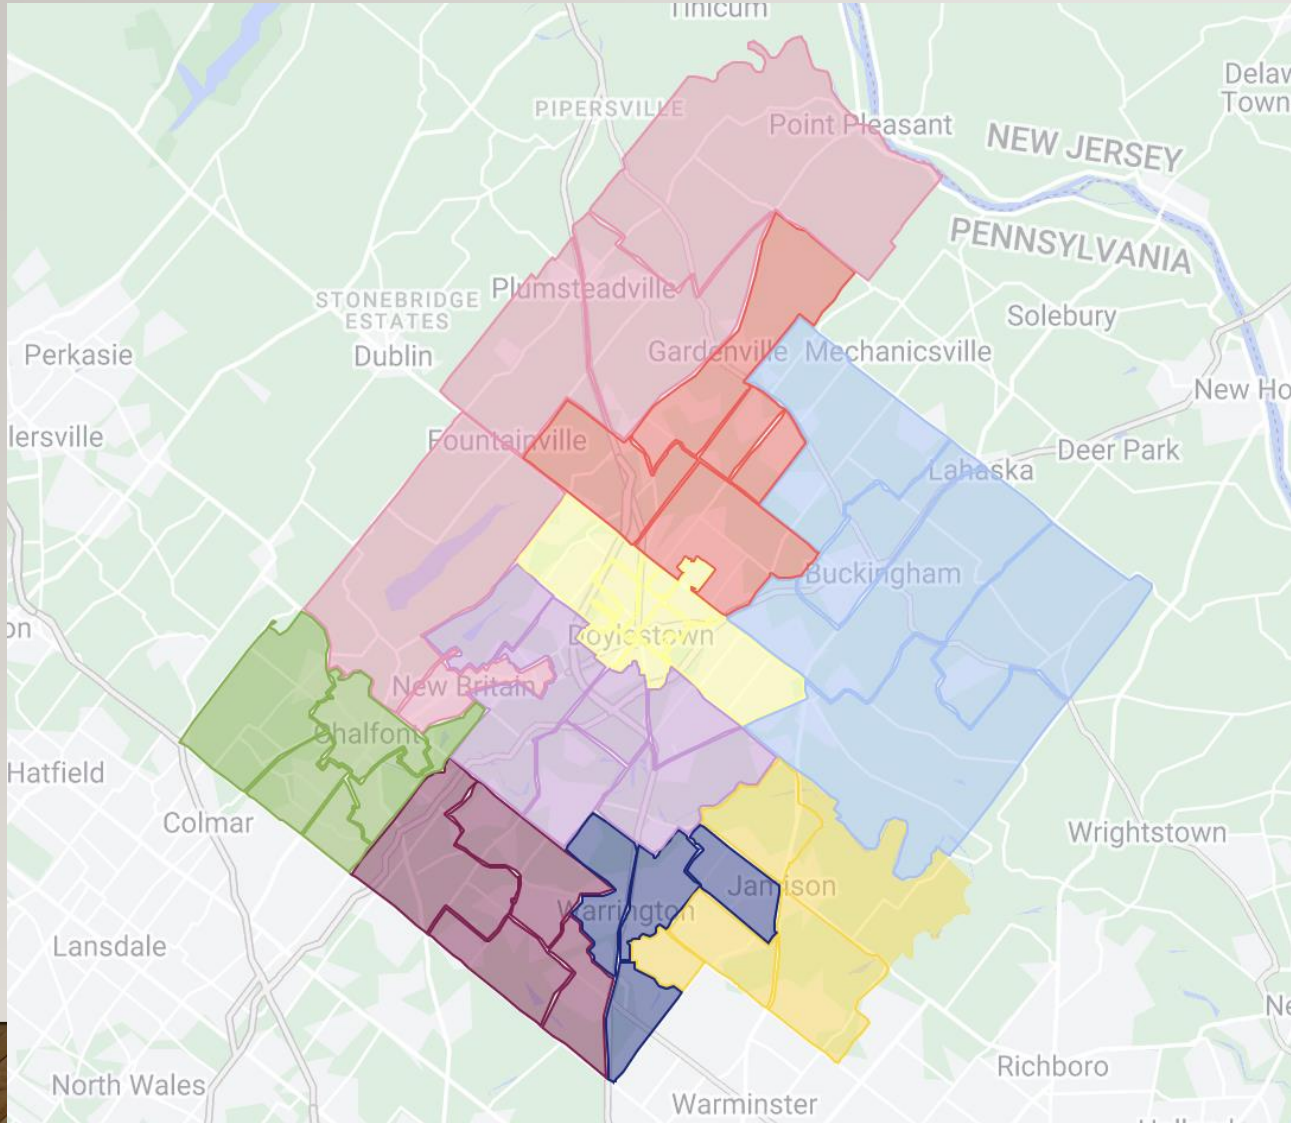 Tinicum
Delaw
Town
PIPERSVILLE
Point Pleasant
NEW JERSEY
PENNSYLVANIA
Plumsteadville
STONEBRIDGE
ESTATES
Solebury
Perkasie
Dublin
Gardenville
Mechanicsville
New Ho
lersville
Fountainville
Deer Park
Lahaska
Buckingham
on
Doylestown
New Britain
Chalfont
Hatfield
Colmar
Wrightstown
Jamison
Warrington
Lansdale
Ne
Richboro
North Wales
Warminster